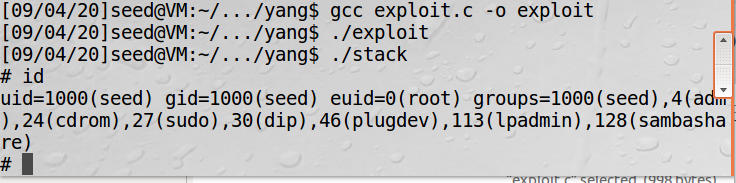 [09/04/20]seed@VM:~/.../yang$ gcc exploit.c -o exploit
[09/04/20]seed@VM:~/.../yang$ ./exploit
[09/04/20]seed@VM:~/.../yang$ ./stack
# id
uid=1000(seed) gid=1000(seed) euid=0(root) groups=1000(seed),4(adm
),24(cdrom),27(sudo),30(dip),46(plugdev),113(lpadmin),128(sambasha
re)
#
"exploit.c" selected (998 bytes)